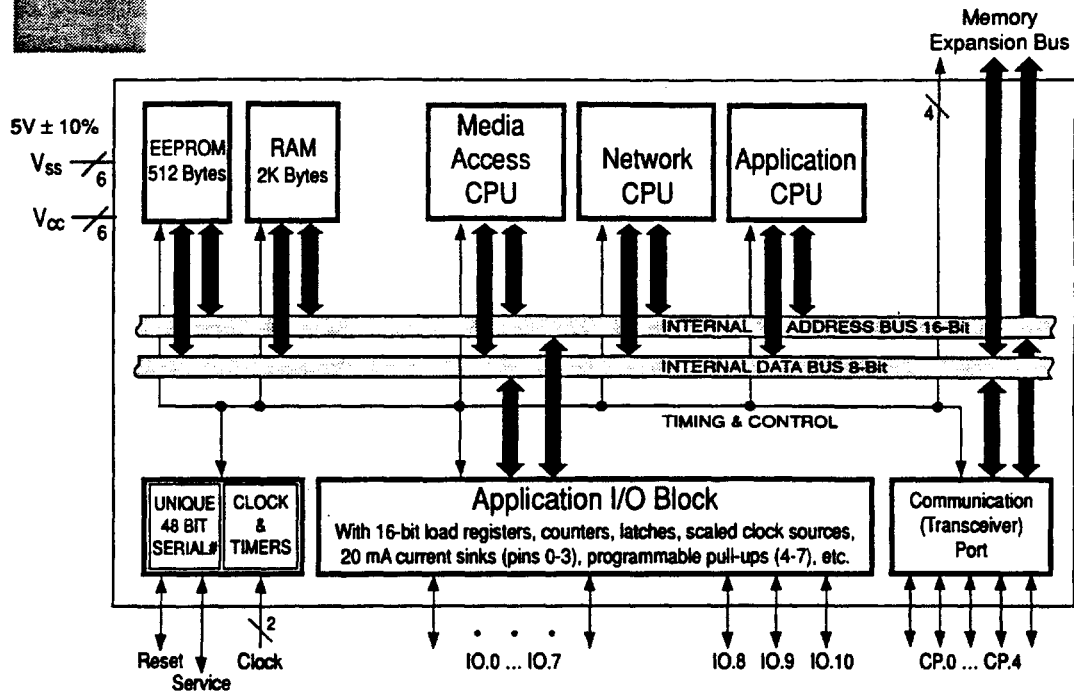 Memory
Expansion Bus
4
5V ± 10%
Vss
6
Vcc
6
EEPROM
512 Bytes
RAM
2K Bytes
Media
Access
CPU
Network
CPU
Application
CPU
INTERNAL ADDRESS BUS 16-Bit
INTERNAL DATA BUS 8-Bit
TIMING & CONTROL
UNIQUE
48 BIT
SERIAL#
CLOCK
&
TIMERS
Application I/O Block
With 16-bit load registers, counters, latches, scaled clock sources,
20 mA current sinks (pins 0-3), programmable pull-ups (4-7), etc.
Communication
(Transceiver)
Port
2
Reset
Service
Clock
. . .
IO.0 ... IO.7
IO.8 IO.9 IO.10
CP.0 ... CP.4